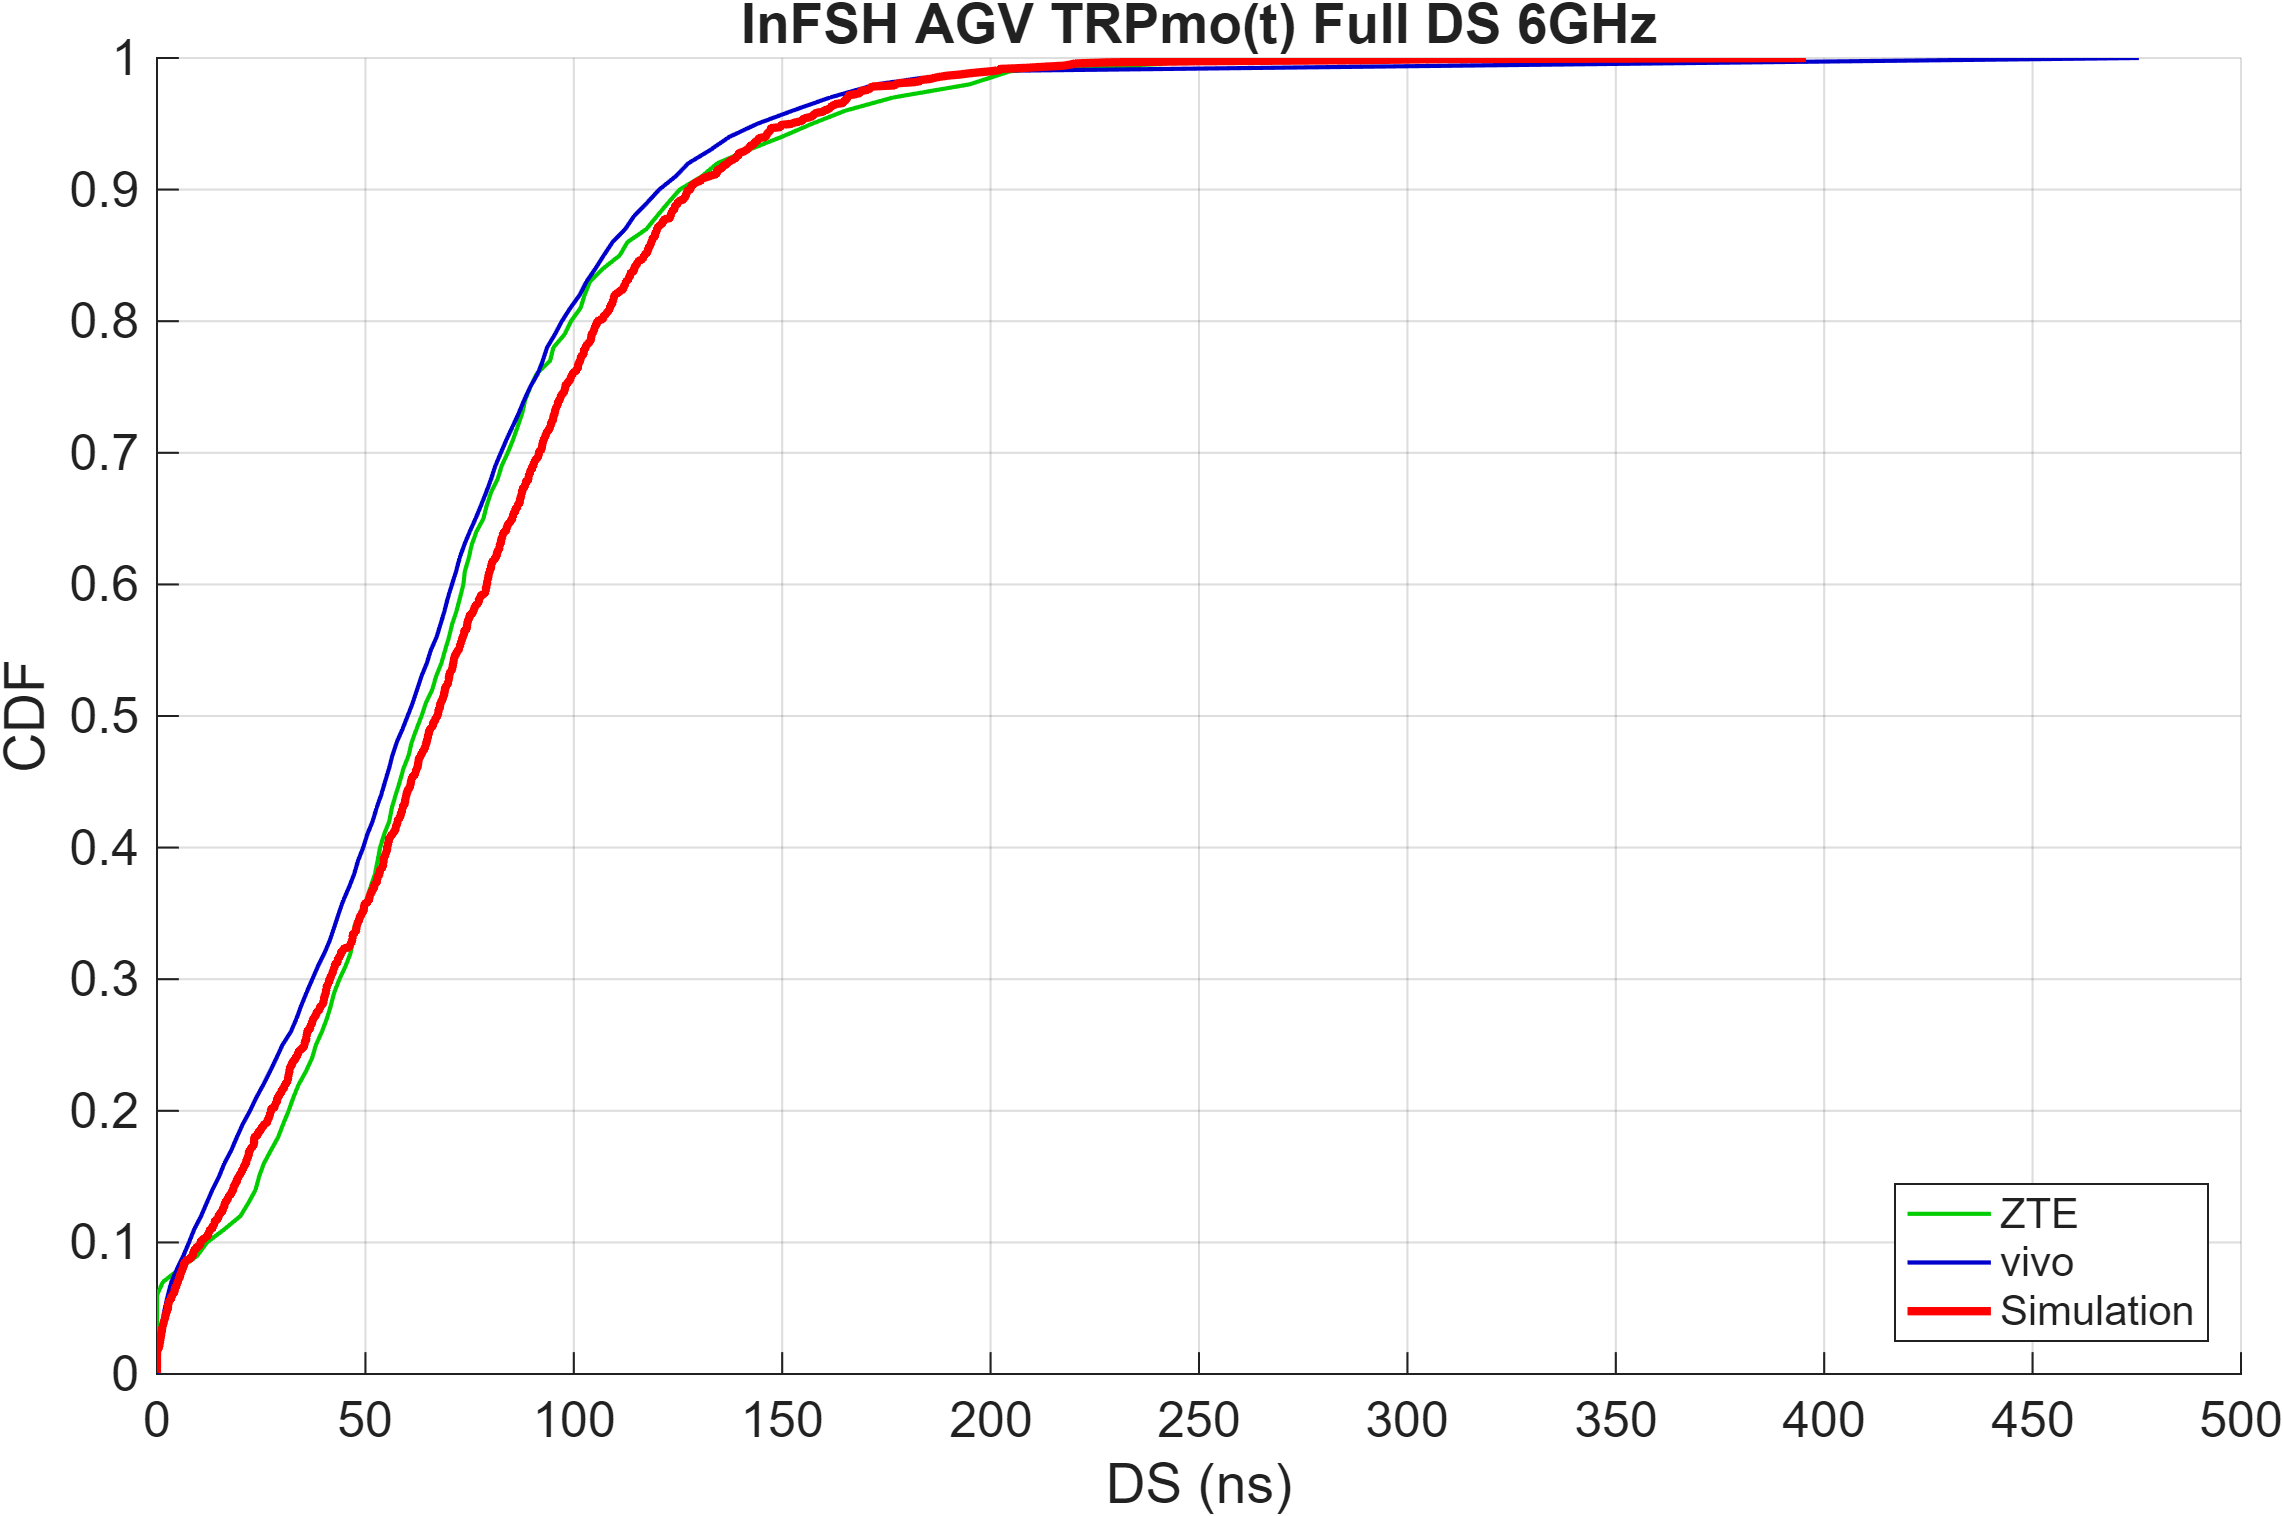 InFSH AGV TRPmo(t) Full DS 6GHz
1
0.9
0.8
0.7
0.6
0.5
0.4
0.3
0.2
0.1
0
CDF
0 50 100 150 200 250 300 350 400 450 500
DS (ns)
ZTE
vivo
Simulation